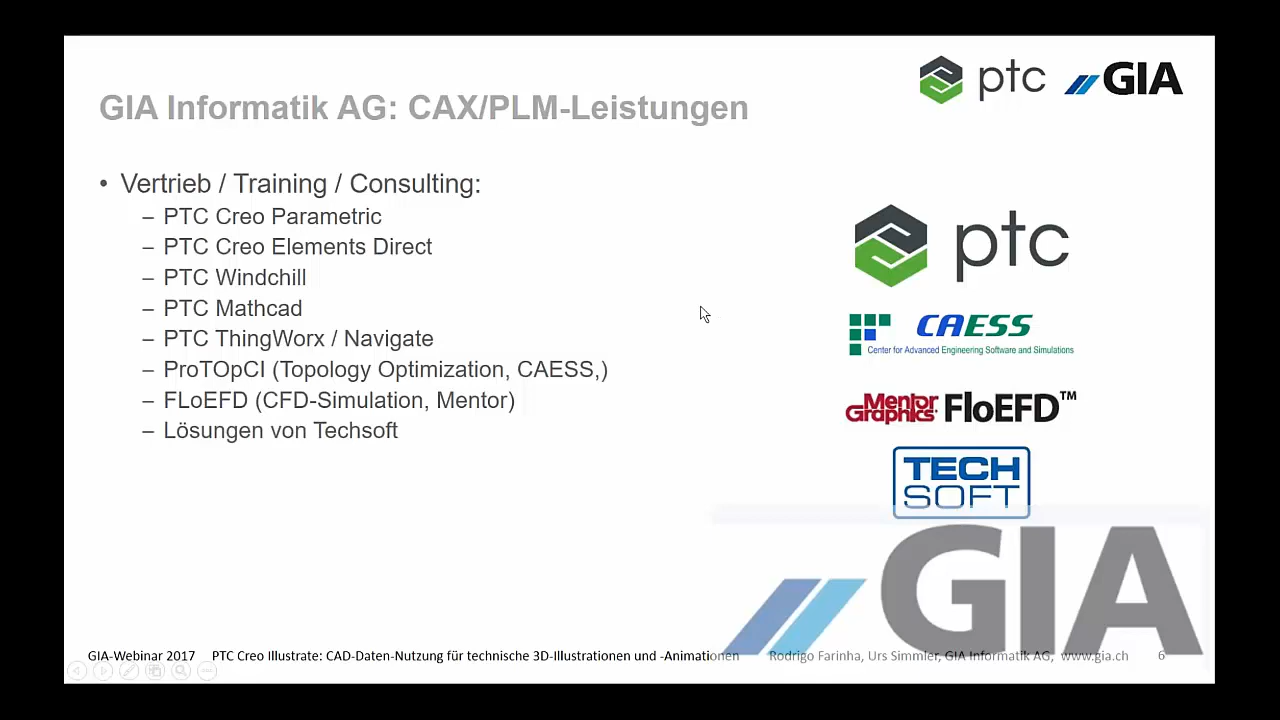 ptc GIA
GIA Informatik AG: CAX/PLM-Leistungen
• Vertrieb / Training / Consulting:
– PTC Creo Parametric
– PTC Creo Elements Direct
– PTC Windchill
– PTC Mathcad
– PTC ThingWorx / Navigate
– ProTOpCI (Topology Optimization, CAESS,)
– FLoEFD (CFD-Simulation, Mentor)
– Lösungen von Techsoft
ptc
CAESS
Center for Advanced Engineering Software and Simulations
Mentor Graphics FloEFD™
TECH
SOFT
GIA
GIA-Webinar 2017 PTC Creo Illustrate: CAD-Daten-Nutzung für technische 3D-Illustrationen und -Animationen Rodrigo Farinha, Urs Simmler, GIA Informatik AG, www.gia.ch 6